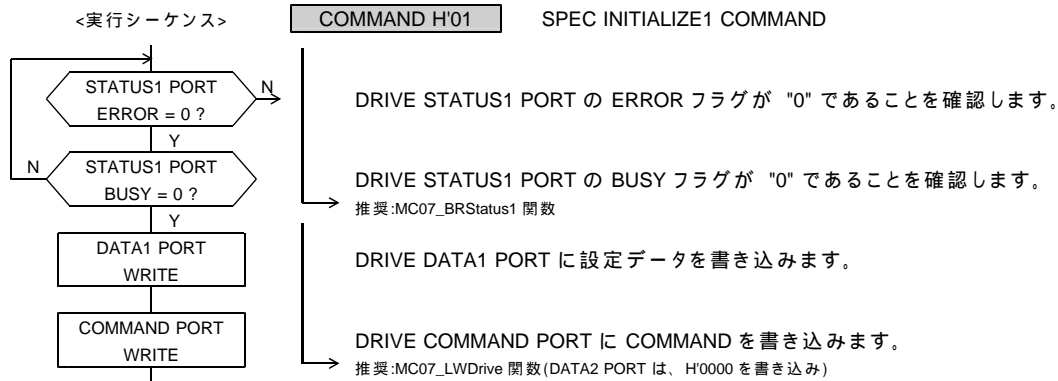 <実行シーケンス>
COMMAND H'01 SPEC INITIALIZE1 COMMAND
STATUS1 PORT
ERROR = 0 ?
N
DRIVE STATUS1 PORT の ERROR フラグが "0" であることを確認します。
Y
N
STATUS1 PORT
BUSY = 0 ?
DRIVE STATUS1 PORT の BUSY フラグが "0" であることを確認します。
推奨:MC07_BRStatus1 関数
Y
DATA1 PORT
WRITE
DRIVE DATA1 PORT に設定データを書き込みます。
COMMAND PORT
WRITE
DRIVE COMMAND PORT に COMMAND を書き込みます。
推奨:MC07_LWDrive 関数(DATA2 PORT は、H'0000 を書き込み)